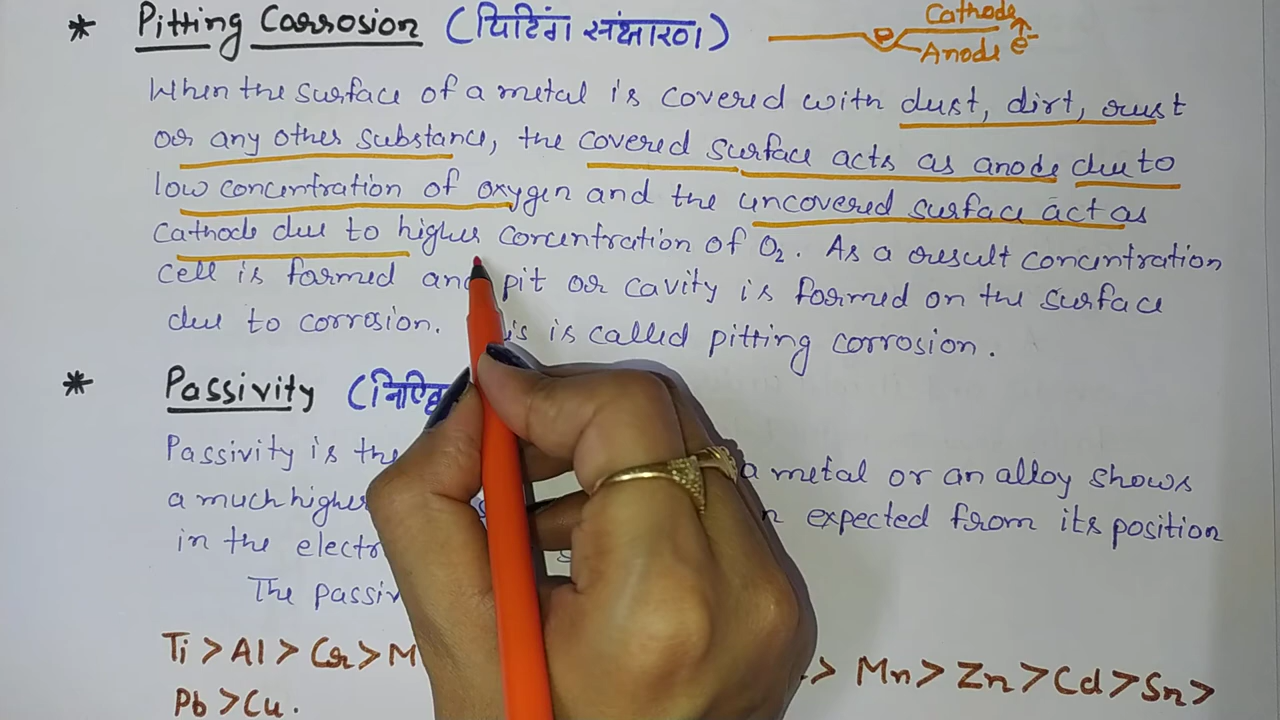 * Pitting Corrosion (पिटिंग संक्षारण)
Cathode
Anode e-
When the surface of a metal is covered with dust, dirt, rust
or any other substance, the covered surface acts as anode due to
low concentration of oxygen and the uncovered surface act as
cathode due to higher concentration of O₂. As a result concentration
cell is formed and pit or cavity is formed on the surface
due to corrosion. is is called pitting corrosion.
* Passivity
Passivity is the a metal or an alloy shows
a much higher expected from its position
in the electr
The passiv
Ti > Al > Cr > M > Mn > Zn > Cd > Sn >
Pb > Cu.